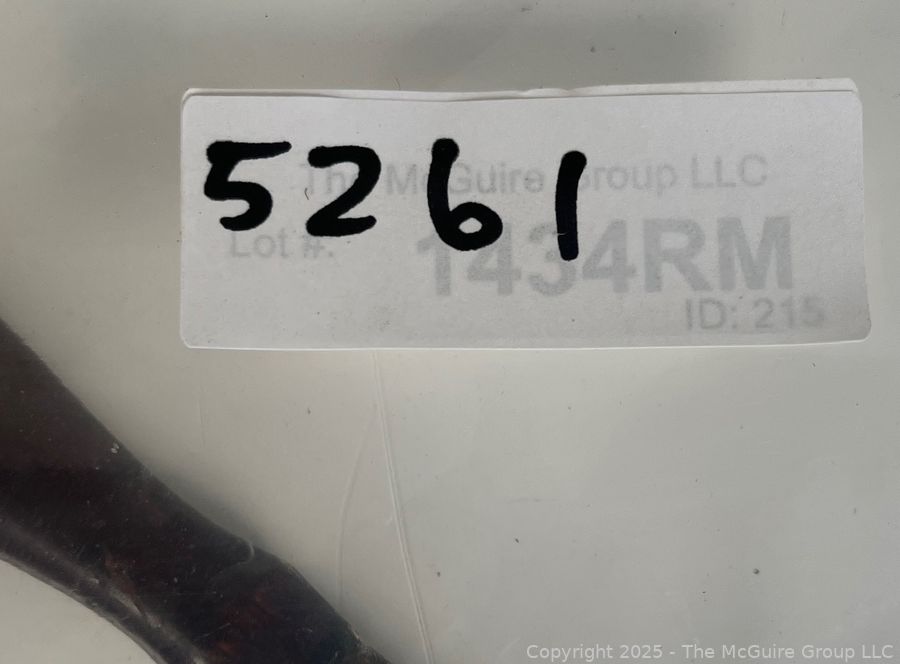 5261
The McGuire Group LLC
Lot #: 1434RM
ID: 215
Copyright 2025 - The McGuire Group LLC